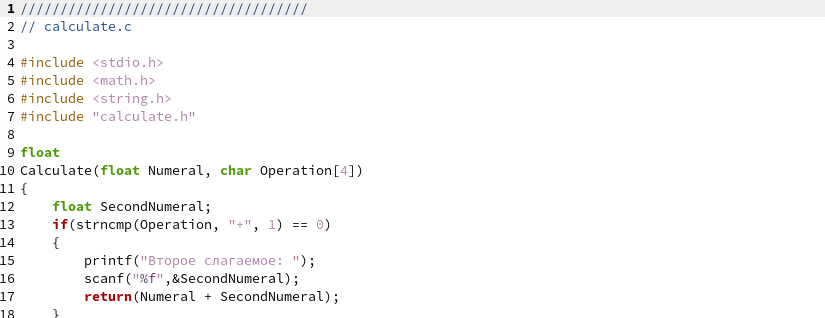 1 ////////////////////////////////////
2 // calculate.c
3
4 #include <stdio.h>
5 #include <math.h>
6 #include <string.h>
7 #include "calculate.h"
8
9 float
10 Calculate(float Numeral, char Operation[4])
11 {
12     float SecondNumeral;
13     if(strncmp(Operation, "+", 1) == 0)
14     {
15         printf("Второе слагаемое: ");
16         scanf("%f",&SecondNumeral);
17         return(Numeral + SecondNumeral);
18     }